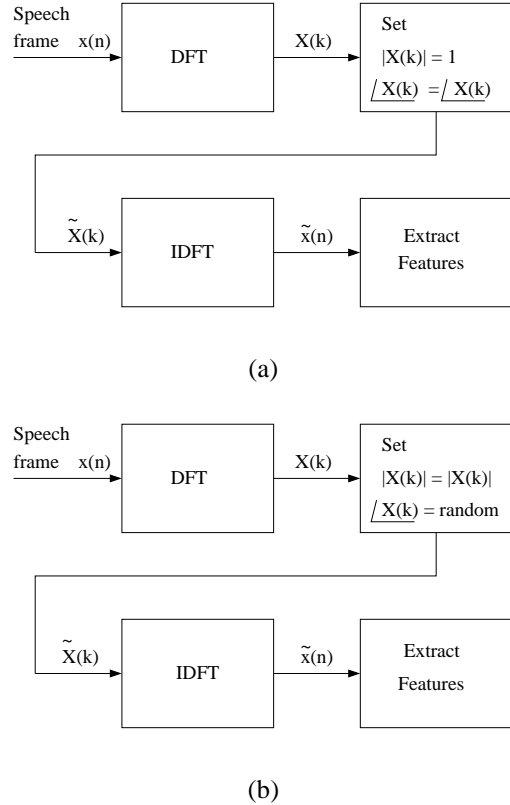 Speech
frame x(n)
DFT
X(k)
Set
|X(k)| = 1
∠X(k) = ∠X(k)
X̃(k)
IDFT
x̃(n)
Extract
Features
(a)
Speech
frame x(n)
DFT
X(k)
Set
|X(k)| = |X(k)|
∠X(k) = random
X̃(k)
IDFT
x̃(n)
Extract
Features
(b)